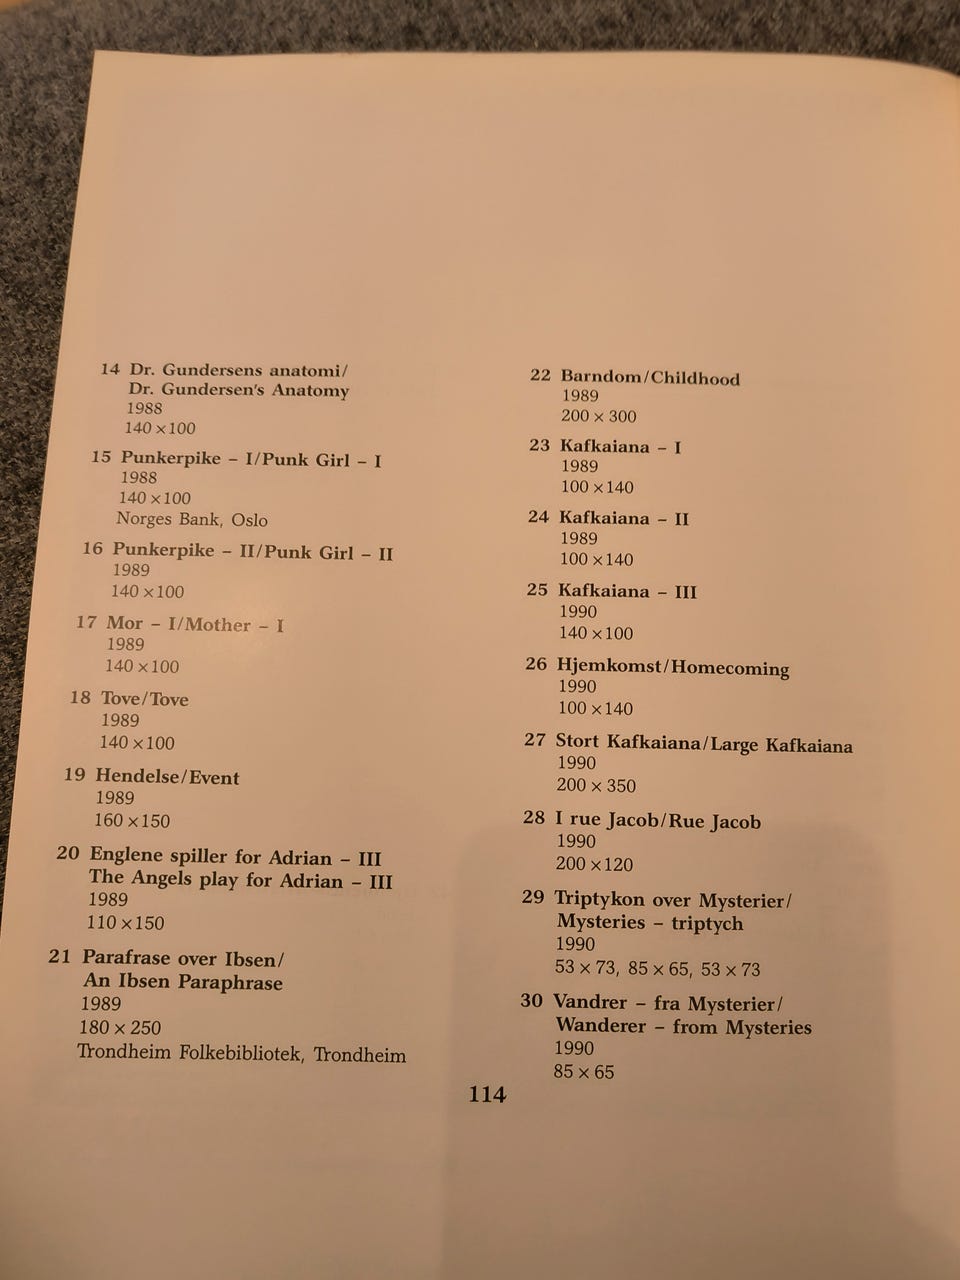 14 Dr. Gundersens anatomi/
Dr. Gundersen's Anatomy
1988
140 × 100
15 Punkerpike – I/Punk Girl – I
1988
140 × 100
Norges Bank, Oslo
16 Punkerpike – II/Punk Girl – II
1989
140 × 100
17 Mor – I/Mother – I
1989
140 × 100
18 Tove/Tove
1989
140 × 100
19 Hendelse/Event
1989
160 × 150
20 Englene spiller for Adrian – III
The Angels play for Adrian – III
1989
110 × 150
21 Parafrase over Ibsen/
An Ibsen Paraphrase
1989
180 × 250
Trondheim Folkebibliotek, Trondheim
22 Barndom/Childhood
1989
200 × 300
23 Kafkaiana – I
1989
100 × 140
24 Kafkaiana – II
1989
100 × 140
25 Kafkaiana – III
1990
140 × 100
26 Hjemkomst/Homecoming
1990
100 × 140
27 Stort Kafkaiana/Large Kafkaiana
1990
200 × 350
28 I rue Jacob/Rue Jacob
1990
200 × 120
29 Triptykon over Mysterier/
Mysteries – triptych
1990
53 × 73, 85 × 65, 53 × 73
30 Vandrer – fra Mysterier/
Wanderer – from Mysteries
1990
85 × 65
114